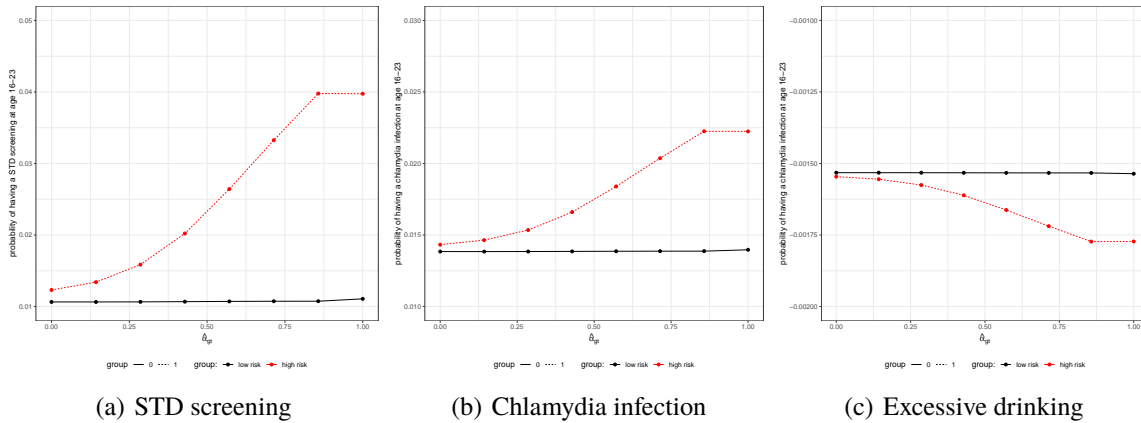 probability of having a STD screening at age 16−23
0.05
0.04
0.03
0.02
0.01
0.00 0.25 0.50 0.75 1.00
α̂gt
group 0 1 group: low risk high risk
(a) STD screening
probability of having a chlamydia infection at age 16−23
0.030
0.025
0.020
0.015
0.010
0.00 0.25 0.50 0.75 1.00
α̂gt
group 0 1 group: low risk high risk
(b) Chlamydia infection
probability of having a chlamydia infection at age 16−23
−0.00100
−0.00125
−0.00150
−0.00175
−0.00200
0.00 0.25 0.50 0.75 1.00
α̂gt
group 0 1 group: low risk high risk
(c) Excessive drinking